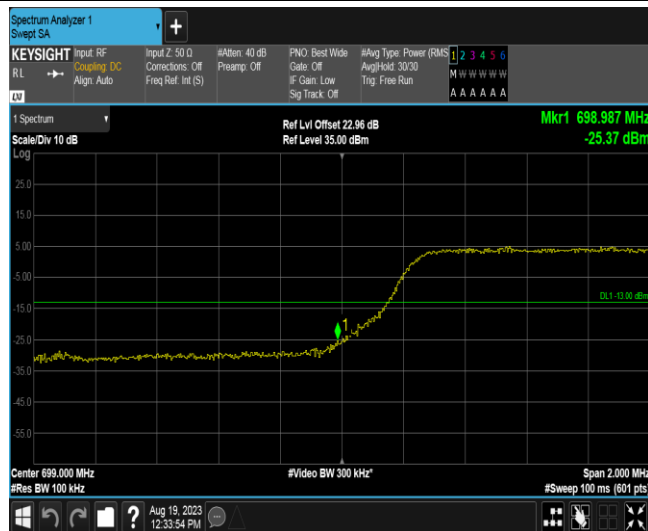 Spectrum Analyzer 1
Swept SA
+
KEYSIGHT
RL
LXI
Input: RF
Coupling: DC
Align: Auto
Input Z: 50 Ω
Corrections: Off
Freq Ref: Int (S)
#Atten: 40 dB
Preamp: Off
PNO: Best Wide
Gate: Off
IF Gain: Low
Sig Track: Off
#Avg Type: Power (RMS
Avg|Hold: 30/30
Trig: Free Run
1 2 3 4 5 6
M W W W W W
A A A A A A
1 Spectrum
Scale/Div 10 dB
Ref Lvl Offset 22.96 dB
Ref Level 35.00 dBm
Mkr1 698.987 MHz
-25.37 dBm
Log
25.0
15.0
5.00
-5.00
-15.0
-25.0
-35.0
-45.0
-55.0
DL1 -13.00 dBm
1
Center 699.000 MHz
#Res BW 100 kHz
#Video BW 300 kHz*
Span 2.000 MHz
#Sweep 100 ms (601 pts)
?
Aug 19, 2023
12:33:54 PM